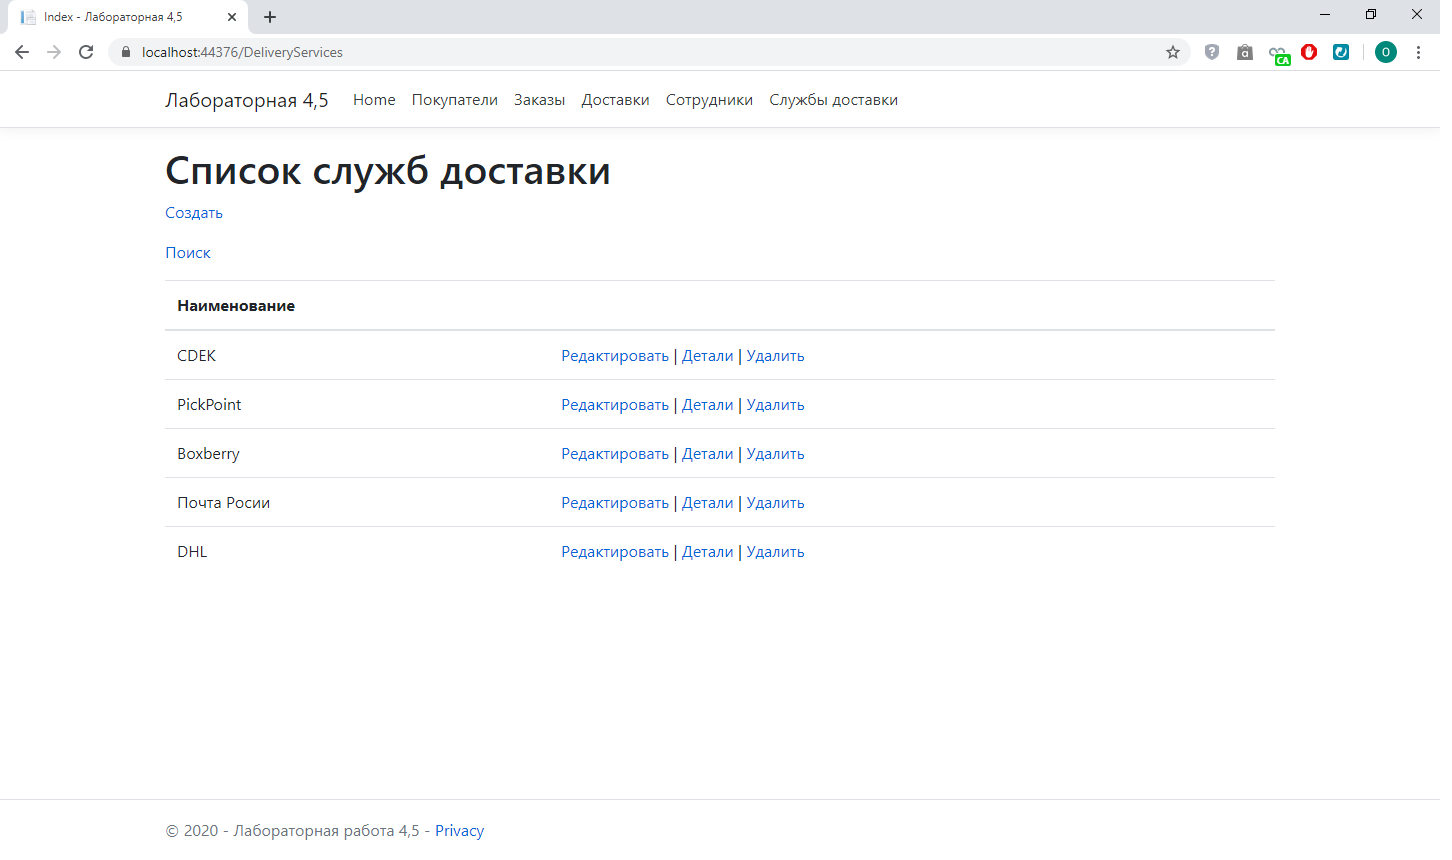 Index - Лабораторная 4,5
localhost:44376/DeliveryServices
a
CA
O
Лабораторная 4,5 Home Покупатели Заказы Доставки Сотрудники Службы доставки
Список служб доставки
Создать
Поиск
Наименование
CDEK Редактировать | Детали | Удалить
PickPoint Редактировать | Детали | Удалить
Boxberry Редактировать | Детали | Удалить
Почта Росии Редактировать | Детали | Удалить
DHL Редактировать | Детали | Удалить
© 2020 - Лабораторная работа 4,5 - Privacy